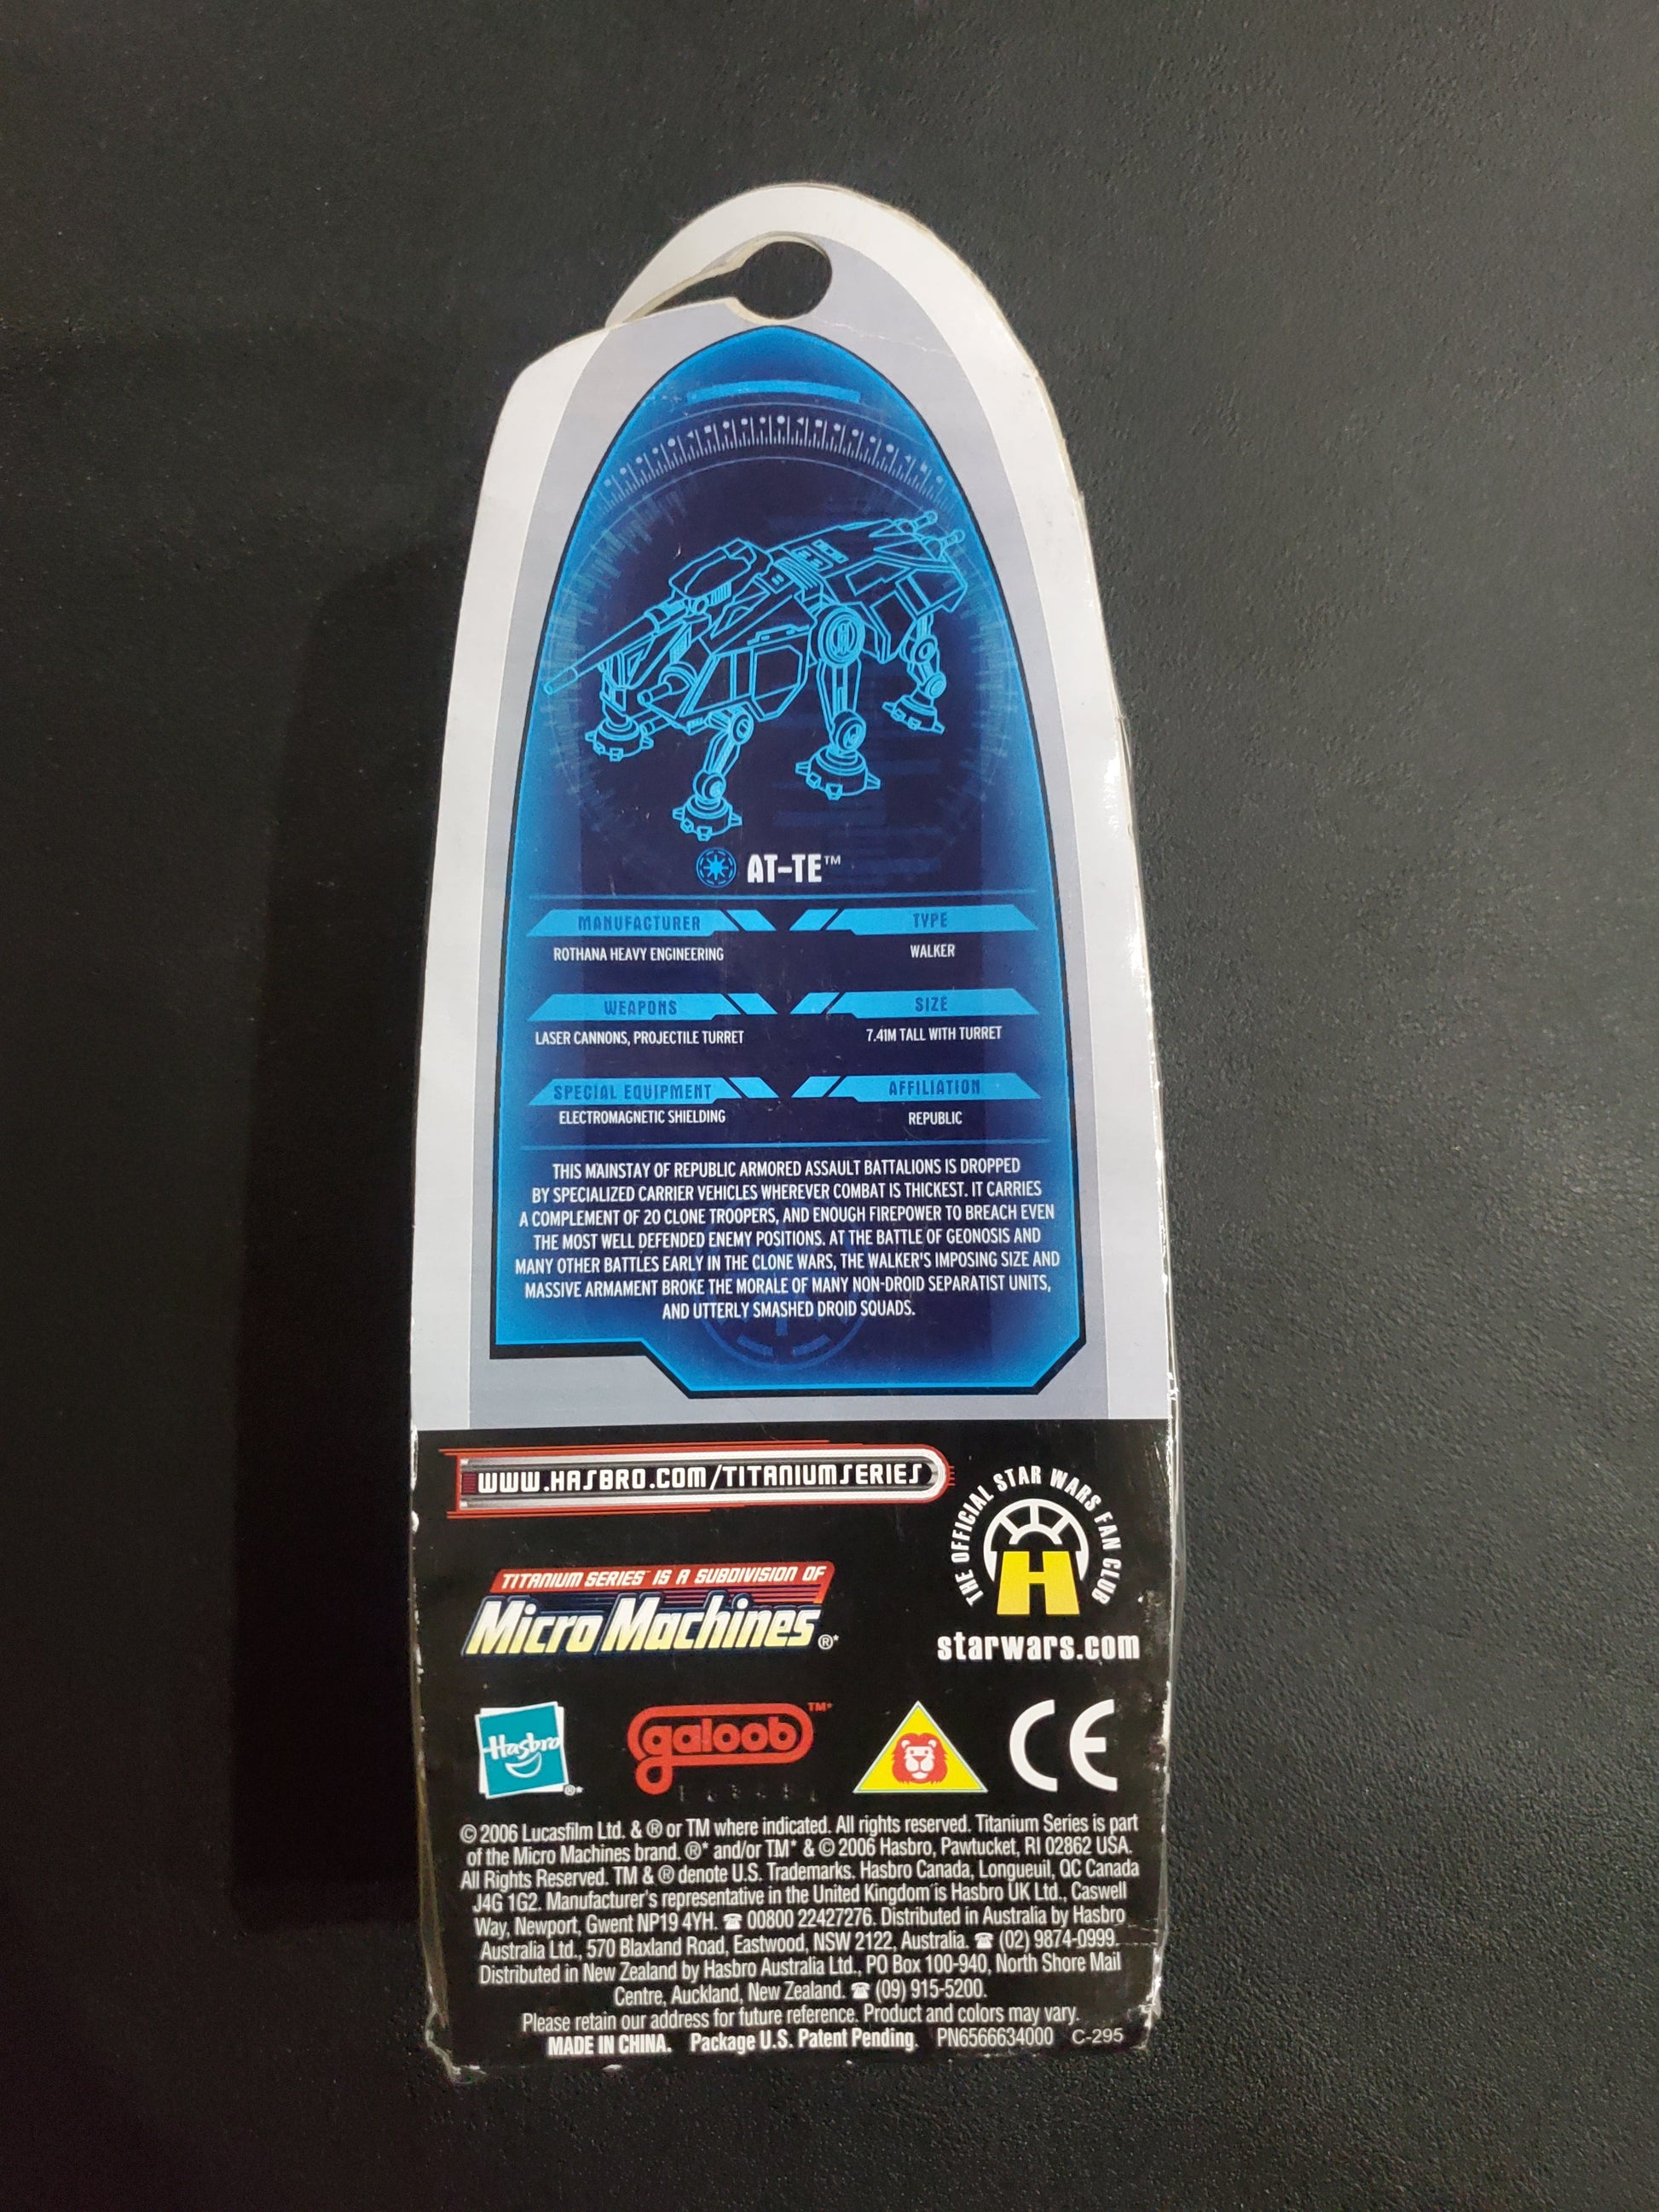 AT-TE™
MANUFACTURER
ROTHANA HEAVY ENGINEERING
TYPE
WALKER
WEAPONS
LASER CANNONS, PROJECTILE TURRET
SIZE
7.41M TALL WITH TURRET
SPECIAL EQUIPMENT
ELECTROMAGNETIC SHIELDING
AFFILIATION
REPUBLIC
THIS MAINSTAY OF REPUBLIC ARMORED ASSAULT BATTALIONS IS DROPPED
BY SPECIALIZED CARRIER VEHICLES WHEREVER COMBAT IS THICKEST. IT CARRIES
A COMPLEMENT OF 20 CLONE TROOPERS, AND ENOUGH FIREPOWER TO BREACH EVEN
THE MOST WELL DEFENDED ENEMY POSITIONS. AT THE BATTLE OF GEONOSIS AND
MANY OTHER BATTLES EARLY IN THE CLONE WARS, THE WALKER'S IMPOSING SIZE AND
MASSIVE ARMAMENT BROKE THE MORALE OF MANY NON-DROID SEPARATIST UNITS,
AND UTTERLY SMASHED DROID SQUADS.
WWW.HASBRO.COM/TITANIUMSERIES
THE OFFICIAL STAR WARS FAN CLUB
H
starwars.com
TITANIUM SERIES™ IS A SUBDIVISION OF
Micro Machines®*
Hasbro®*
galoob™*
CE
© 2006 Lucasfilm Ltd. & ® or TM where indicated. All rights reserved. Titanium Series is part
of the Micro Machines brand. ®* and/or TM* & © 2006 Hasbro, Pawtucket, RI 02862 USA.
All Rights Reserved. TM & ® denote U.S. Trademarks. Hasbro Canada, Longueuil, QC Canada
J4G 1G2. Manufacturer's representative in the United Kingdom is Hasbro UK Ltd., Caswell
Way, Newport, Gwent NP19 4YH. ☎ 00800 22427276. Distributed in Australia by Hasbro
Australia Ltd., 570 Blaxland Road, Eastwood, NSW 2122, Australia. ☎ (02) 9874-0999.
Distributed in New Zealand by Hasbro Australia Ltd., PO Box 100-940, North Shore Mail
Centre, Auckland, New Zealand. ☎ (09) 915-5200.
Please retain our address for future reference. Product and colors may vary.
MADE IN CHINA. Package U.S. Patent Pending. PN6566634000 C-295